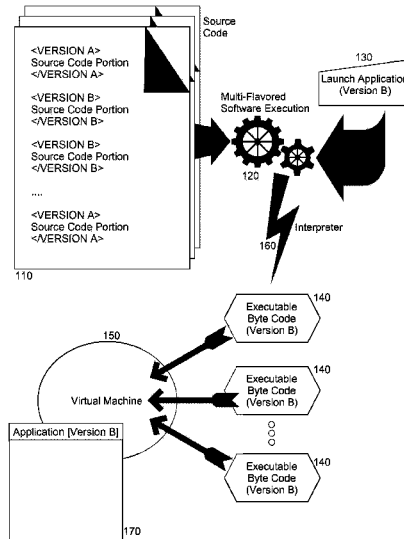 Source
Code
<VERSION A>
Source Code Portion
</VERSION A>
<VERSION B>
Source Code Portion
</VERSION B>
<VERSION B>
Source Code Portion
</VERSION B>
....
<VERSION A>
Source Code Portion
</VERSION A>
110
Multi-Flavored
Software Execution
120
130
Launch Application
(Version B)
160
Interpreter
140
Executable
Byte Code
(Version B)
150
Virtual Machine
140
Executable
Byte Code
(Version B)
140
Executable
Byte Code
(Version B)
Application [Version B]
170